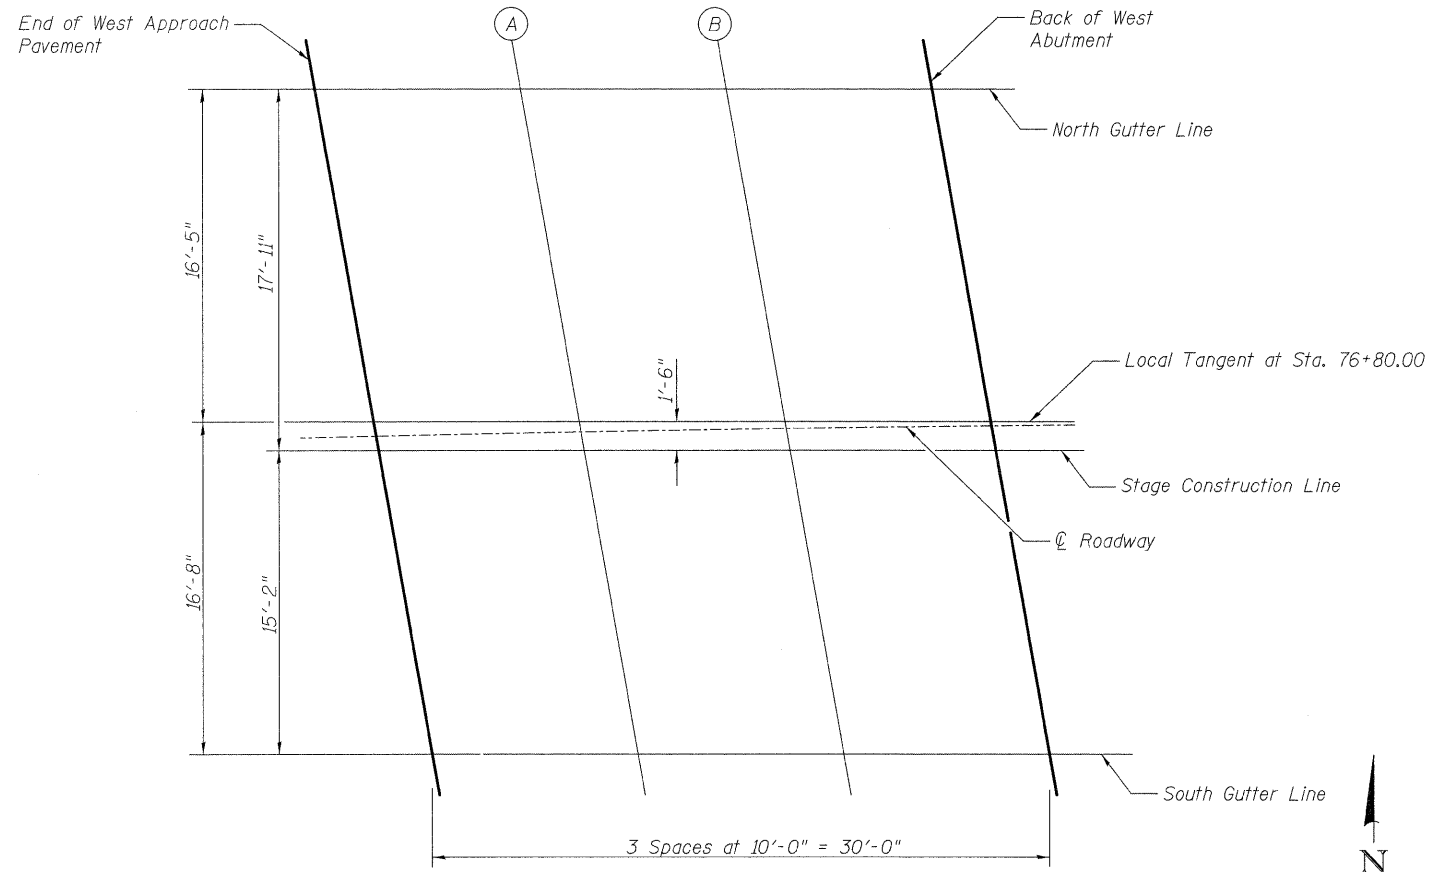 End of West Approach
Pavement
A
B
Back of West
Abutment
North Gutter Line
16'-5"
17'-11"
1'-6"
Local Tangent at Sta. 76+80.00
Stage Construction Line
℄ Roadway
16'-8"
15'-2"
South Gutter Line
3 Spaces at 10'-0" = 30'-0"
N